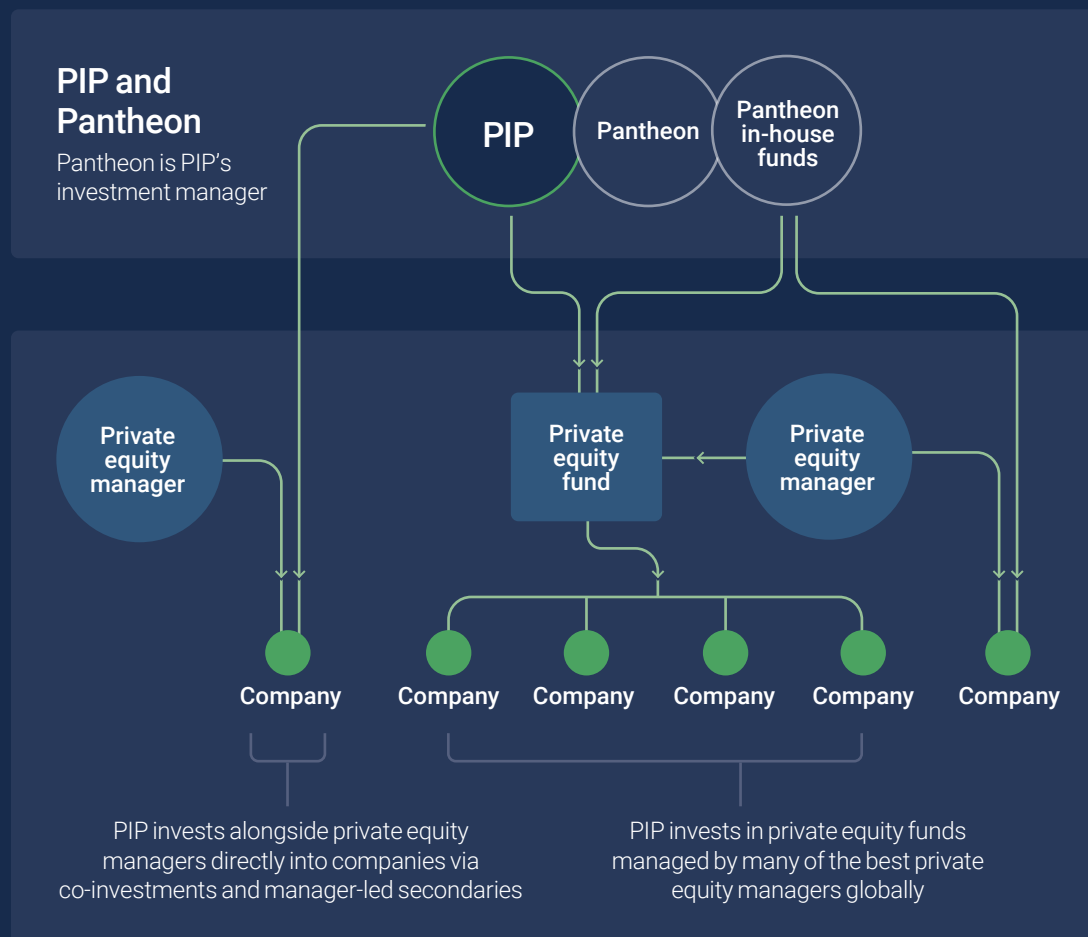 PIP and
Pantheon
Pantheon is PIP’s
investment manager
PIP
Pantheon
Pantheon
in-house
funds
Private
equity
manager
Private
equity
fund
Private
equity
manager
Company
Company
Company
Company
Company
Company
PIP invests alongside private equity
managers directly into companies via
co-investments and manager-led secondaries
PIP invests in private equity funds
managed by many of the best private
equity managers globally